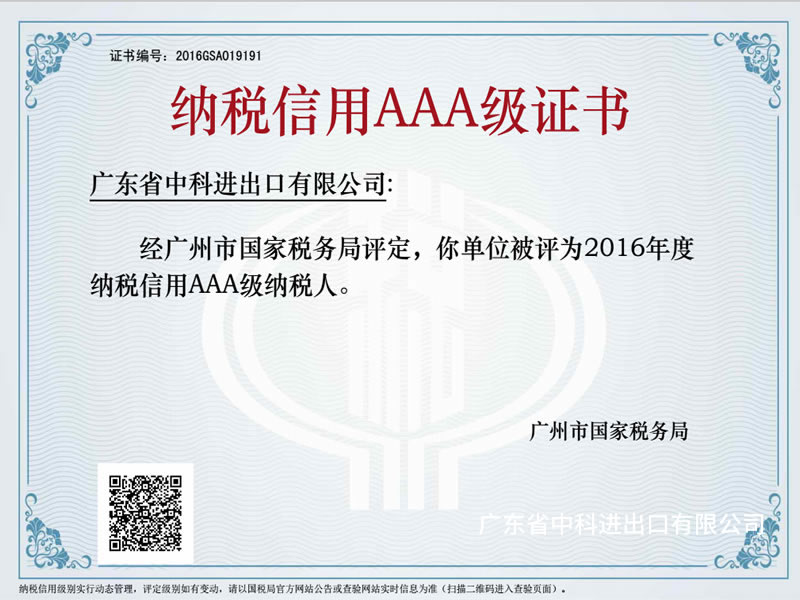 证书编号：2016GSA019191
纳税信用AAA级证书
广东省中科进出口有限公司:
经广州市国家税务局评定，你单位被评为2016年度
纳税信用AAA级纳税人。
广州市国家税务局
广东省中科进出口有限公司
纳税信用级别实行动态管理，评定级别如有变动，请以国税局官方网站公告或查验网站实时信息为准（扫描二维码进入查验页面）。